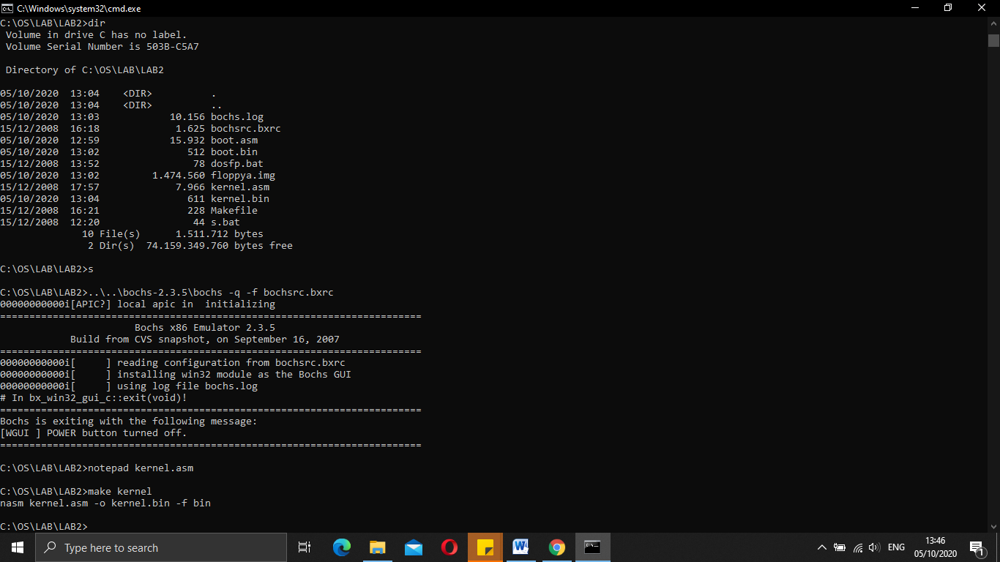 C:\Windows\system32\cmd.exe
C:\OS\LAB\LAB2>dir
 Volume in drive C has no label.
 Volume Serial Number is 503B-C5A7
 Directory of C:\OS\LAB\LAB2
05/10/2020  13:04    <DIR>          .
05/10/2020  13:04    <DIR>          ..
05/10/2020  13:03            10.156 bochs.log
15/12/2008  16:18             1.625 bochsrc.bxrc
05/10/2020  12:59            15.932 boot.asm
05/10/2020  13:02               512 boot.bin
15/12/2008  13:52                78 dosfp.bat
05/10/2020  13:02         1.474.560 floppya.img
15/12/2008  17:57             7.966 kernel.asm
05/10/2020  13:04               611 kernel.bin
15/12/2008  16:21               228 Makefile
15/12/2008  12:20                44 s.bat
              10 File(s)      1.511.712 bytes
               2 Dir(s)  74.159.349.760 bytes free
C:\OS\LAB\LAB2>s
C:\OS\LAB\LAB2>..\..\bochs-2.3.5\bochs -q -f bochsrc.bxrc
00000000000i[APIC?] local apic in  initializing
========================================================================
                       Bochs x86 Emulator 2.3.5
            Build from CVS snapshot, on September 16, 2007
========================================================================
00000000000i[     ] reading configuration from bochsrc.bxrc
00000000000i[     ] installing win32 module as the Bochs GUI
00000000000i[     ] using log file bochs.log
# In bx_win32_gui_c::exit(void)!
========================================================================
Bochs is exiting with the following message:
[WGUI ] POWER button turned off.
========================================================================
C:\OS\LAB\LAB2>notepad kernel.asm
C:\OS\LAB\LAB2>make kernel
nasm kernel.asm -o kernel.bin -f bin
C:\OS\LAB\LAB2>
Type here to search
ENG
13:46
05/10/2020
1